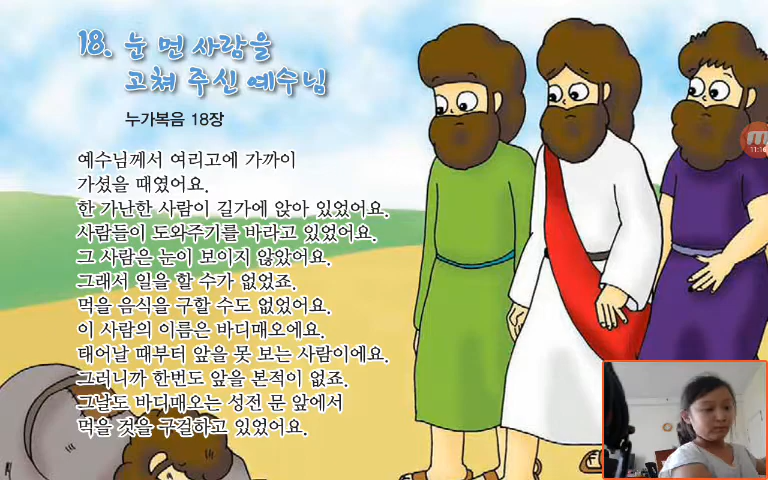 18. 눈 먼 사람을
고쳐 주신 예수님
누가복음 18장
예수님께서 여리고에 가까이
가셨을 때였어요.
한 가난한 사람이 길가에 앉아 있었어요.
사람들이 도와주기를 바라고 있었어요.
그 사람은 눈이 보이지 않았어요.
그래서 일을 할 수가 없었죠.
먹을 음식을 구할 수도 없었어요.
이 사람의 이름은 바디매오에요.
태어날 때부터 앞을 못 보는 사람이에요.
그러니까 한번도 앞을 본적이 없죠.
그날도 바디매오는 성전 문 앞에서
먹을 것을 구걸하고 있었어요.
11:16